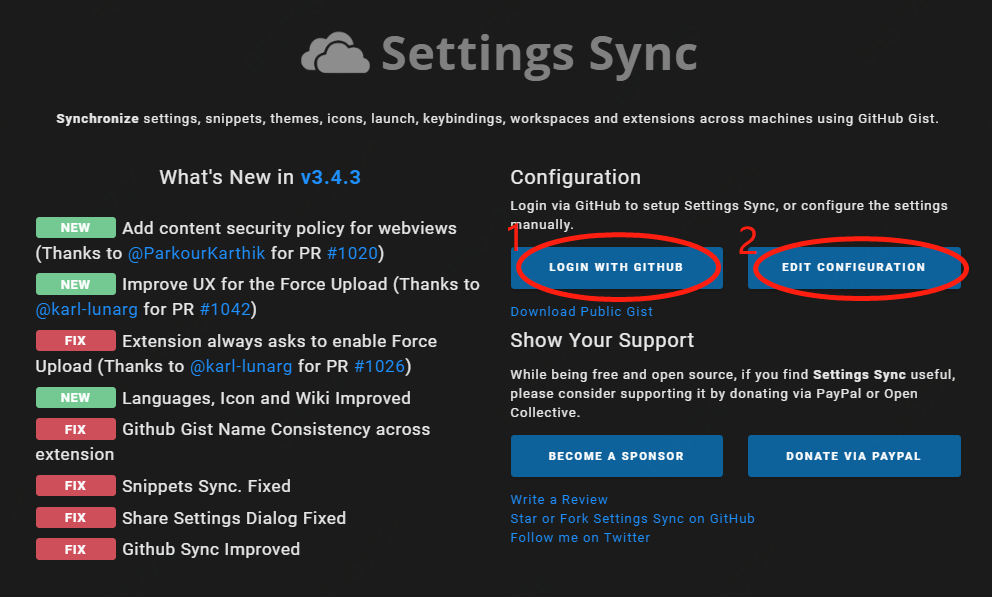 Settings Sync
Synchronize settings, snippets, themes, icons, launch, keybindings, workspaces and extensions across machines using GitHub Gist.
What's New in v3.4.3
NEW Add content security policy for webviews
(Thanks to @ParkourKarthik for PR #1020)
NEW Improve UX for the Force Upload (Thanks to
@karl-lunarg for PR #1042)
FIX Extension always asks to enable Force
Upload (Thanks to @karl-lunarg for PR #1026)
NEW Languages, Icon and Wiki Improved
FIX Github Gist Name Consistency across
extension
FIX Snippets Sync. Fixed
FIX Share Settings Dialog Fixed
FIX Github Sync Improved
Configuration
Login via GitHub to setup Settings Sync, or configure the settings
manually.
1 2
LOGIN WITH GITHUB EDIT CONFIGURATION
Download Public Gist
Show Your Support
While being free and open source, if you find Settings Sync useful,
please consider supporting it by donating via PayPal or Open
Collective.
BECOME A SPONSOR DONATE VIA PAYPAL
Write a Review
Star or Fork Settings Sync on GitHub
Follow me on Twitter